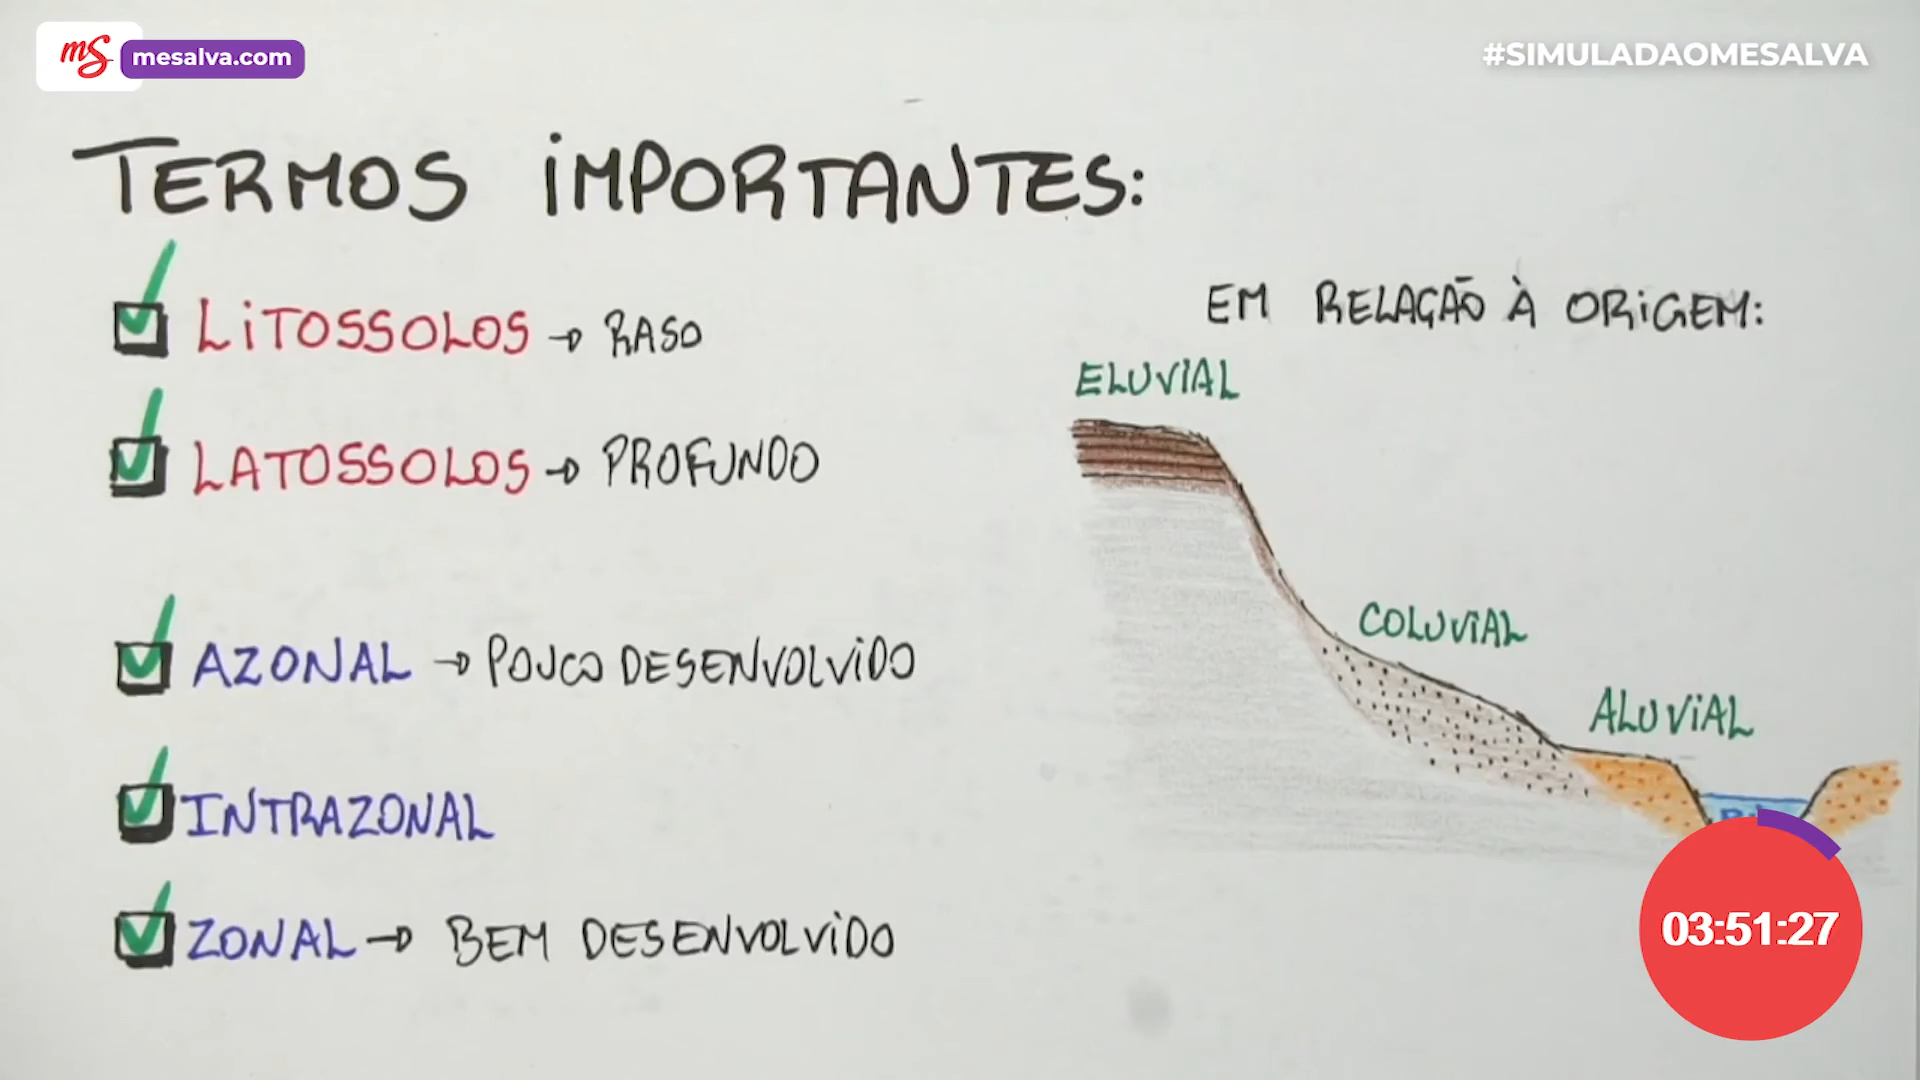 mS mesalva.com
#SIMULADAOMESALVA
TERMOS IMPORTANTES:
LITOSSOLOS → RASO
LATOSSOLOS → PROFUNDO
AZONAL → POUCO DESENVOLVIDO
INTRAZONAL
ZONAL → BEM DESENVOLVIDO
EM RELAÇÃO À ORIGEM:
ELUVIAL
COLUVIAL
ALUVIAL
03:51:27